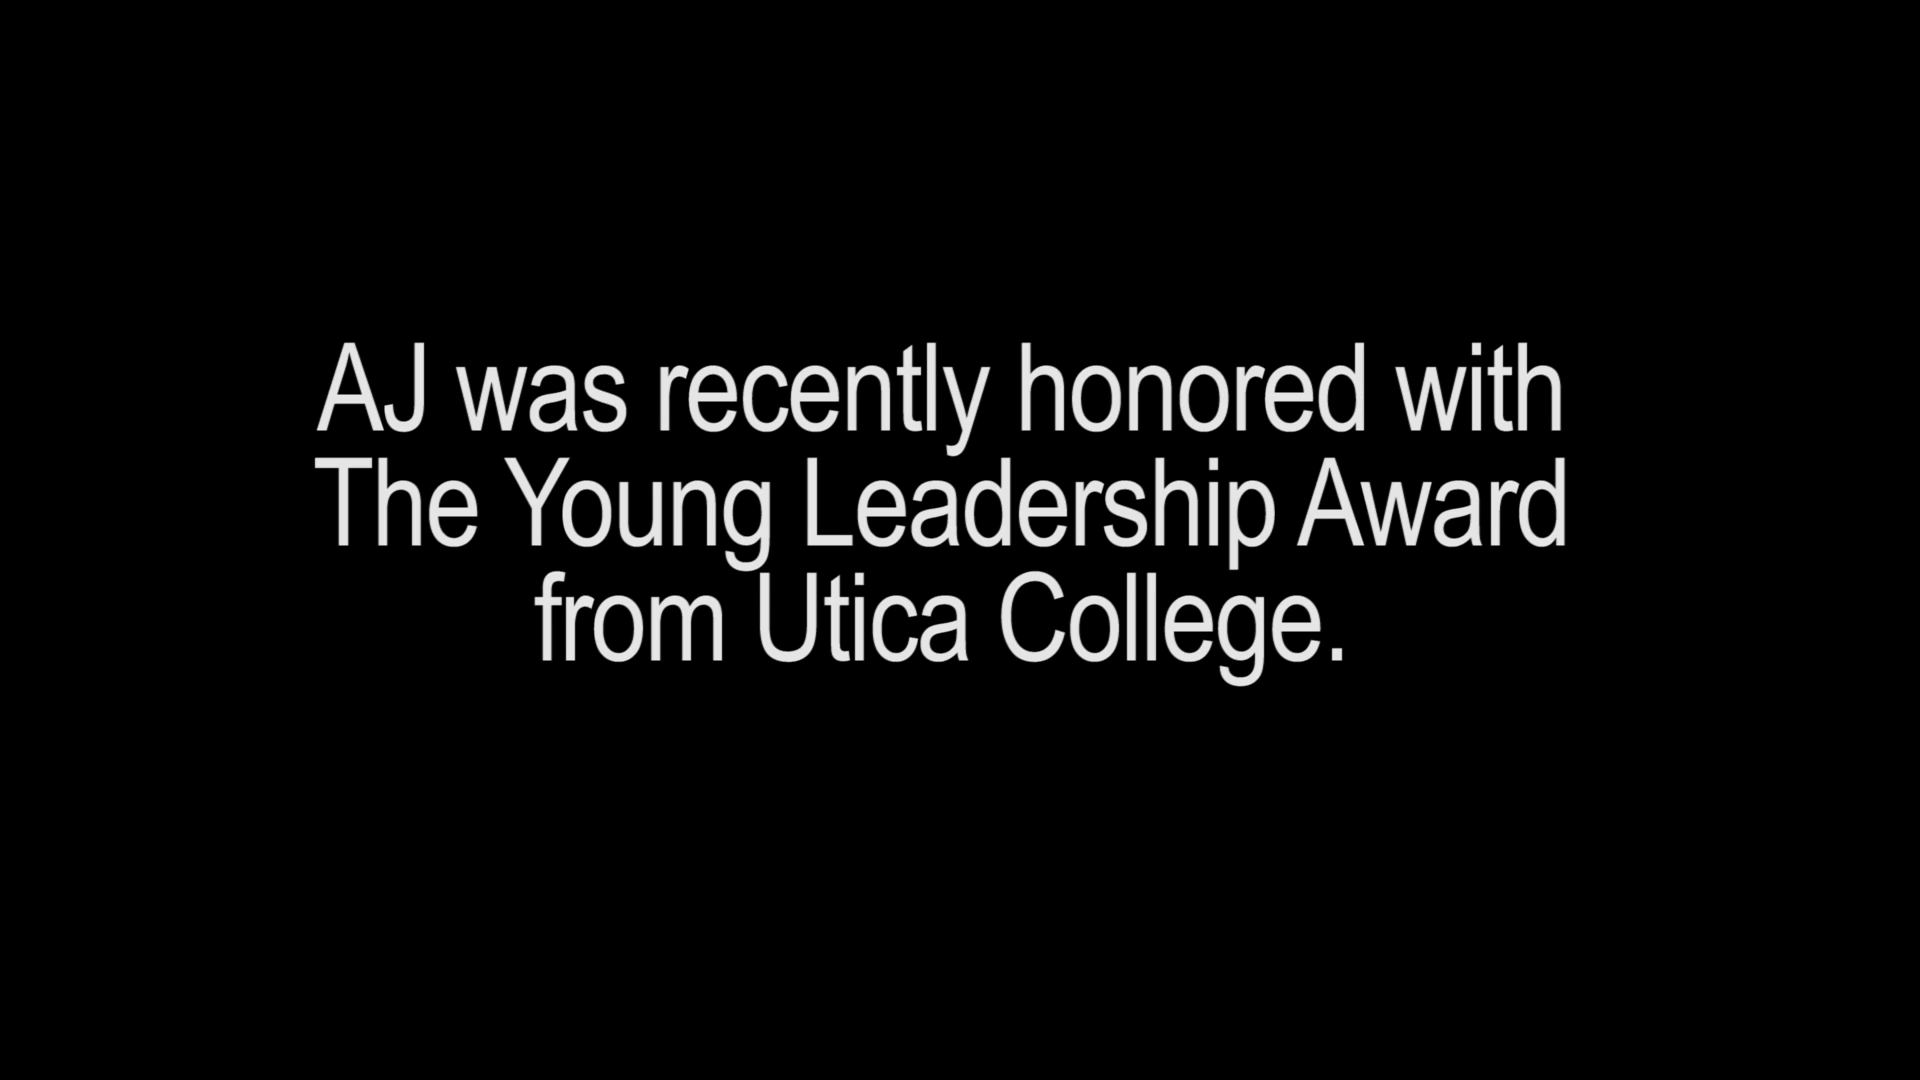 AJ was recently honored with
The Young Leadership Award
from Utica College.